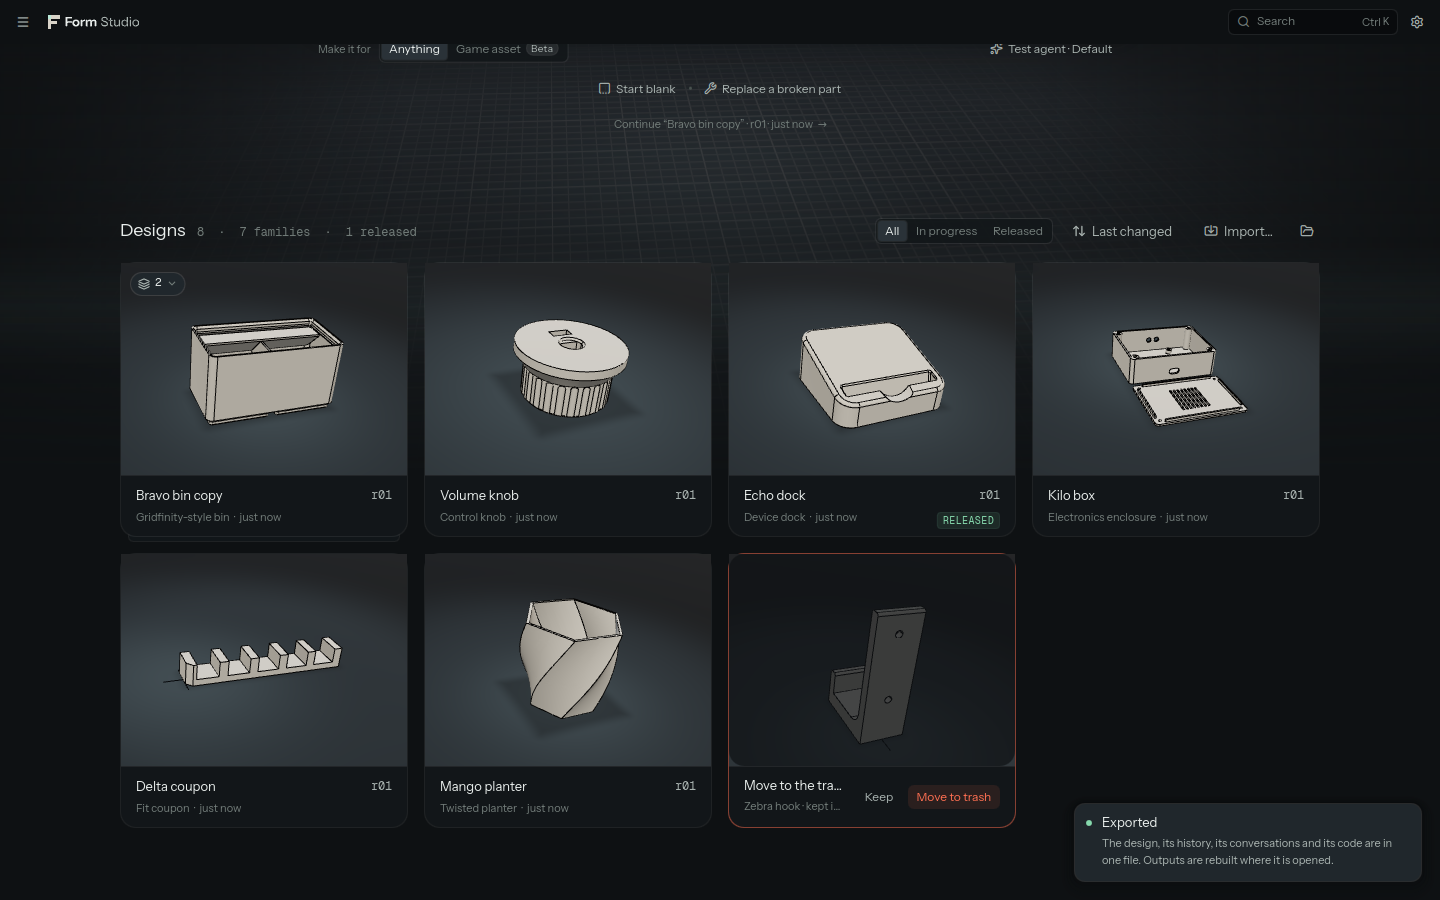 Form Studio
Search Ctrl K
Make it for Anything Game asset Beta
Test agent · Default
Start blank · Replace a broken part
Continue “Bravo bin copy” · r01 · just now →
Designs 8 · 7 families · 1 released
All In progress Released Last changed Import...
2
Bravo bin copy r01
Gridfinity-style bin · just now
Volume knob r01
Control knob · just now
Echo dock r01
Device dock · just now RELEASED
Kilo box r01
Electronics enclosure · just now
Delta coupon r01
Fit coupon · just now
Mango planter r01
Twisted planter · just now
Move to the tra...
Zebra hook · kept i...
Keep Move to trash
Exported
The design, its history, its conversations and its code are in
one file. Outputs are rebuilt where it is opened.